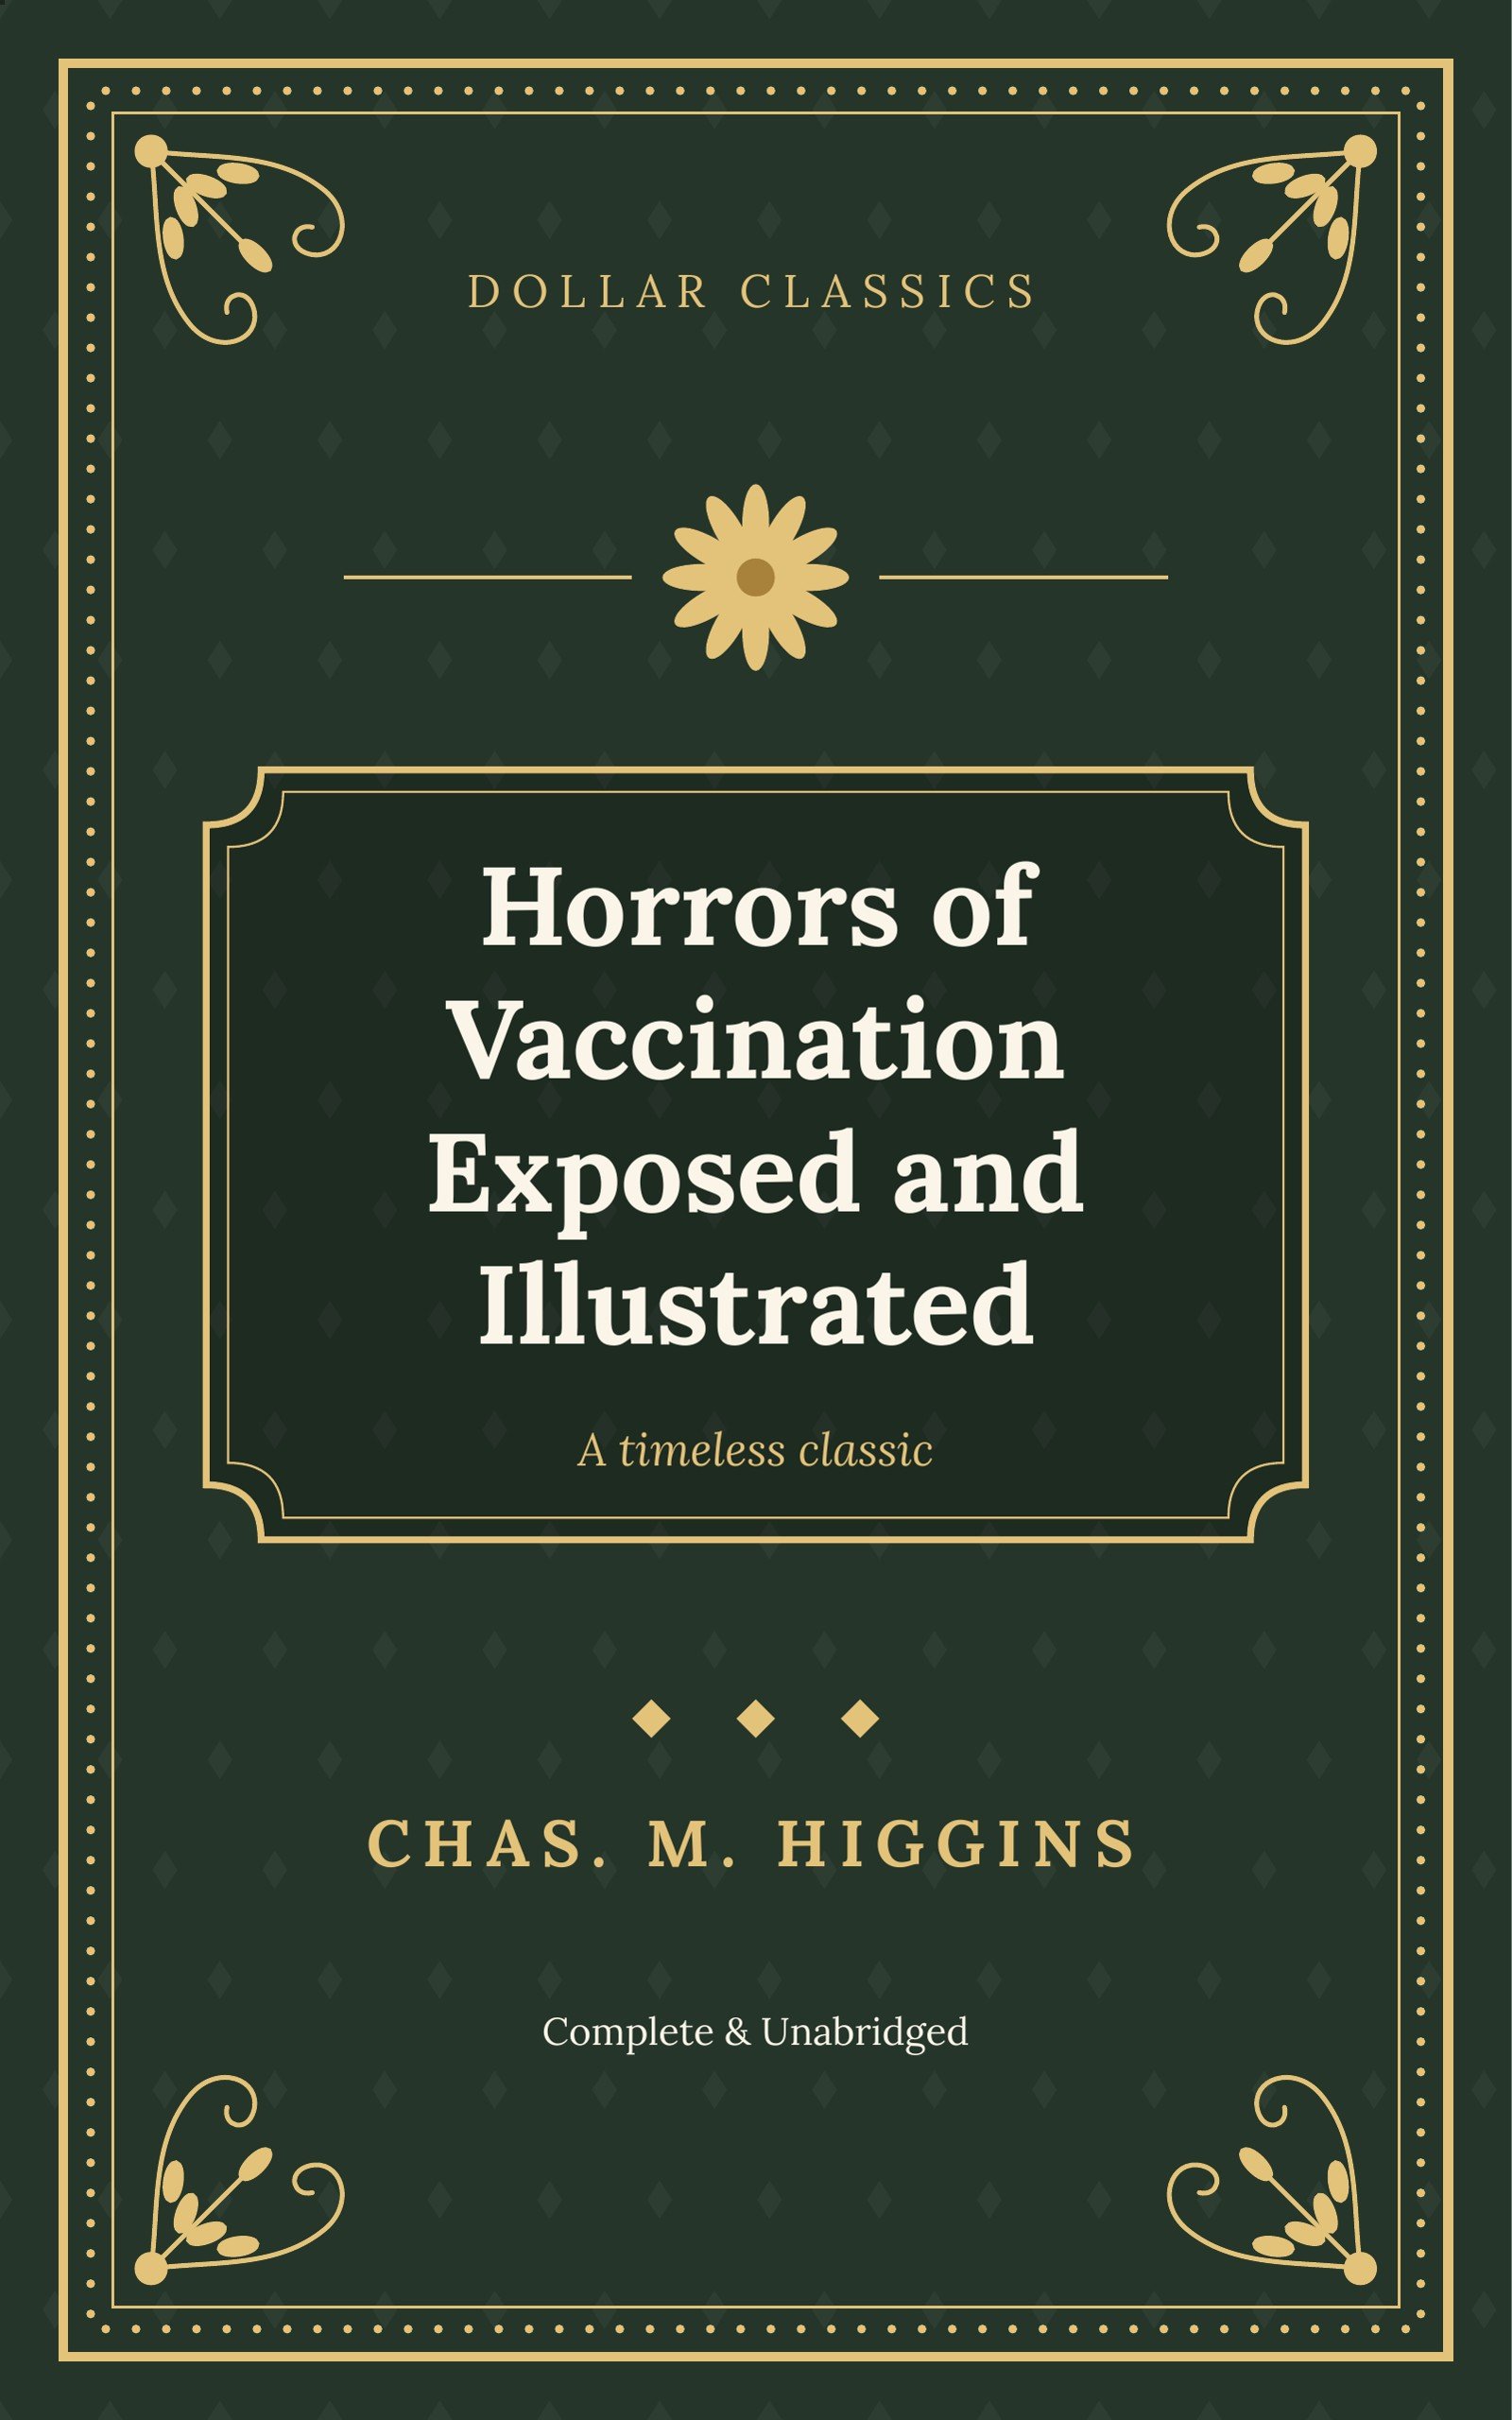 DOLLAR CLASSICS
Horrors of
Vaccination
Exposed and
Illustrated
A timeless classic
CHAS. M. HIGGINS
Complete & Unabridged